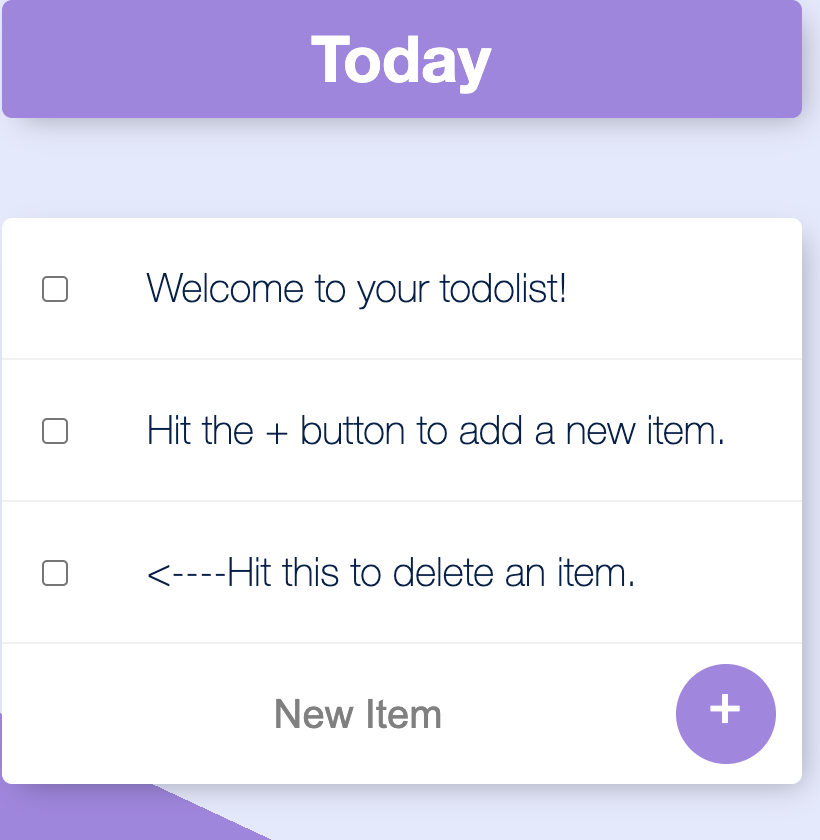 Today
Welcome to your todolist!
Hit the + button to add a new item.
<----Hit this to delete an item.
New Item
+